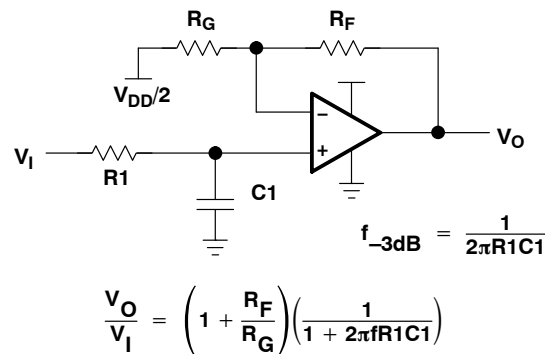 R_G
R_F
V_DD/2
−
+
V_I
R1
C1
V_O
f_−3dB = 1/(2πR1C1)
V_O/V_I = (1 + R_F/R_G)(1/(1 + 2πfR1C1))